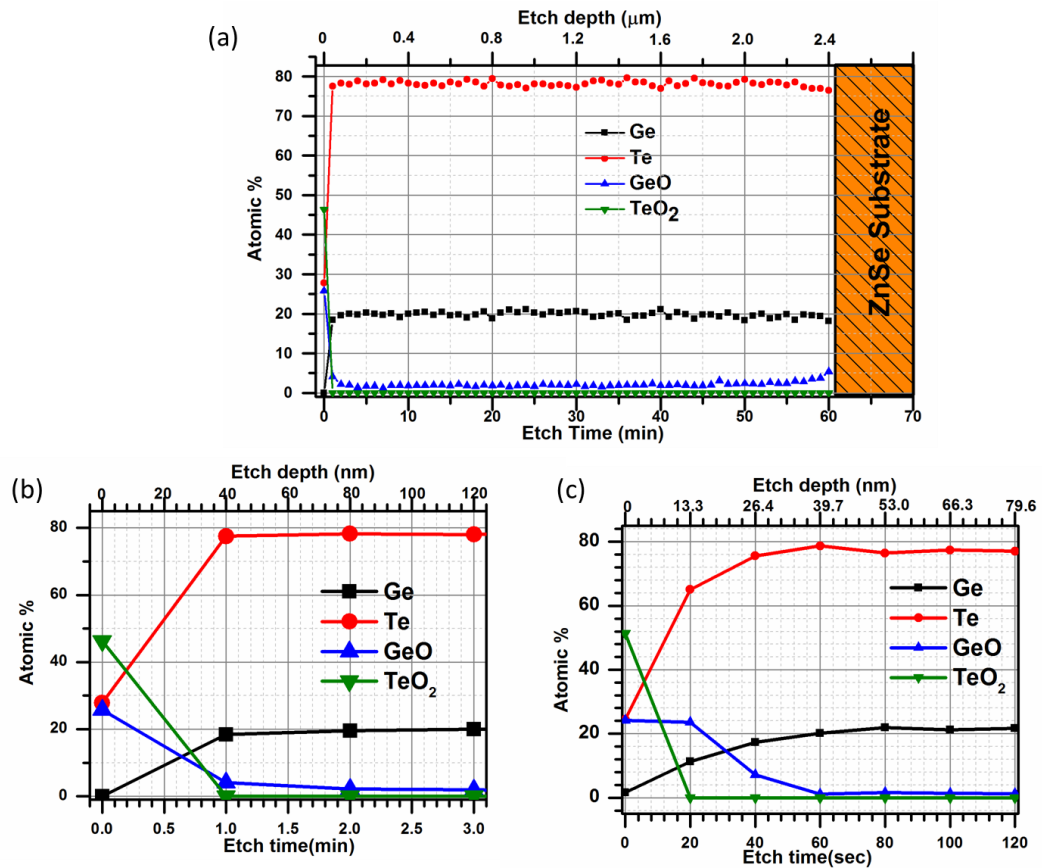 (a)
Etch depth (μm)
0 0.4 0.8 1.2 1.6 2.0 2.4
Atomic %
80
70
60
50
40
30
20
10
0
Ge
Te
GeO
TeO₂
ZnSe Substrate
0 10 20 30 40 50 60 70
Etch Time (min)
(b)
Etch depth (nm)
0 20 40 60 80 100 120
Atomic %
80
60
40
20
0
Ge
Te
GeO
TeO₂
0.0 0.5 1.0 1.5 2.0 2.5 3.0
Etch time(min)
(c)
Etch depth (nm)
0 13.3 26.4 39.7 53.0 66.3 79.6
Atomic %
80
60
40
20
0
Ge
Te
GeO
TeO₂
0 20 40 60 80 100 120
Etch time(sec)